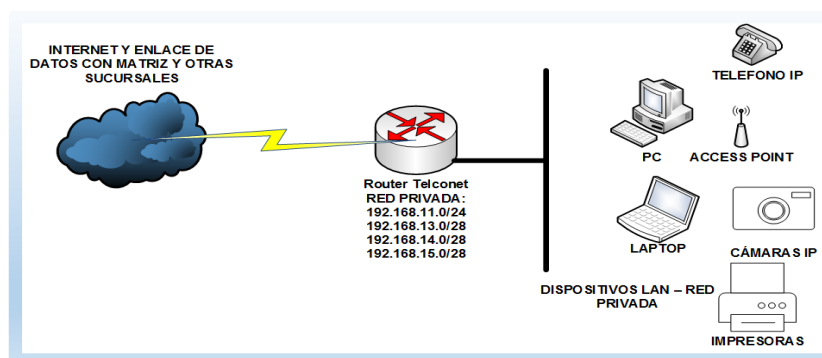 INTERNET Y ENLACE DE
DATOS CON MATRIZ Y OTRAS
SUCURSALES
Router Telconet
RED PRIVADA:
192.168.11.0/24
192.168.13.0/28
192.168.14.0/28
192.168.15.0/28
TELEFONO IP
PC
ACCESS POINT
LAPTOP
CÁMARAS IP
DISPOSITIVOS LAN – RED
PRIVADA
IMPRESORAS